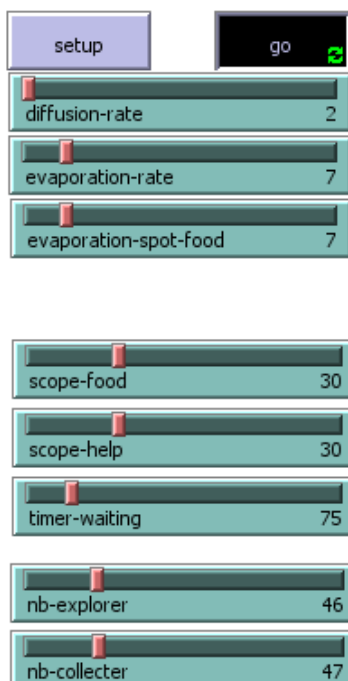 setup go
diffusion-rate 2
evaporation-rate 7
evaporation-spot-food 7
scope-food 30
scope-help 30
timer-waiting 75
nb-explorer 46
nb-collecter 47